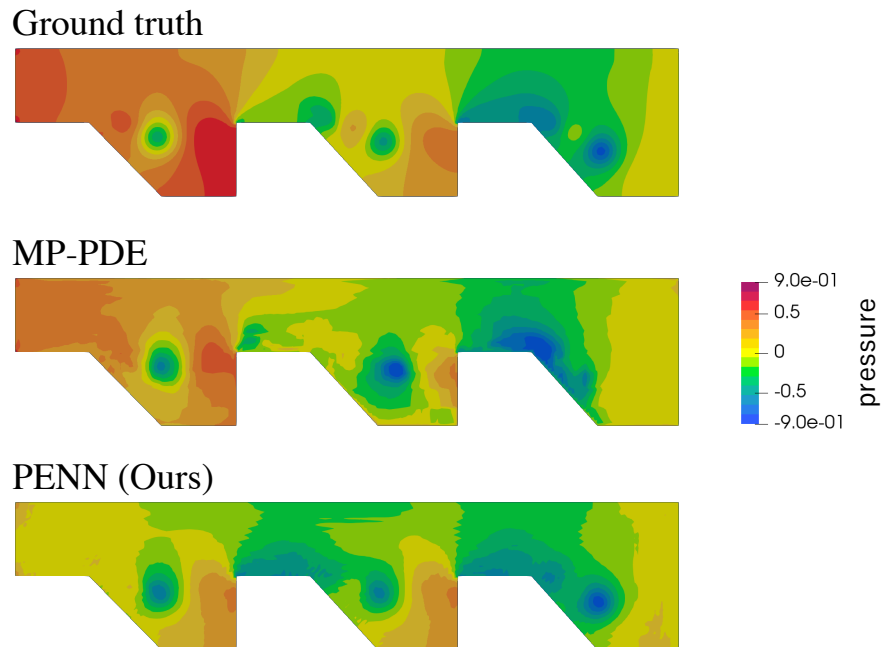 Ground truth
MP-PDE
9.0e-01
0.5
0
-0.5
-9.0e-01
pressure
PENN (Ours)